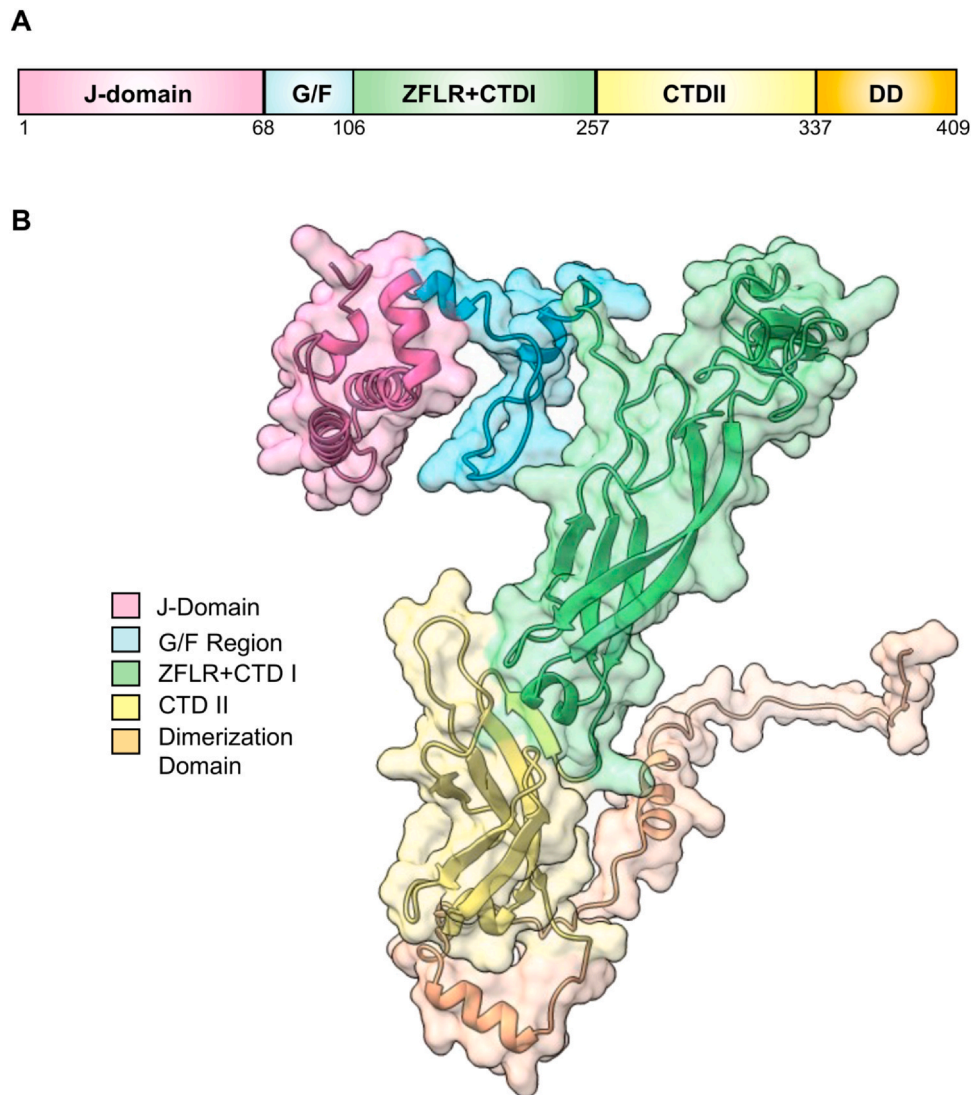 A
J-domain G/F ZFLR+CTDI CTDII DD
1 68 106 257 337 409
B
J-Domain
G/F Region
ZFLR+CTD I
CTD II
Dimerization
Domain